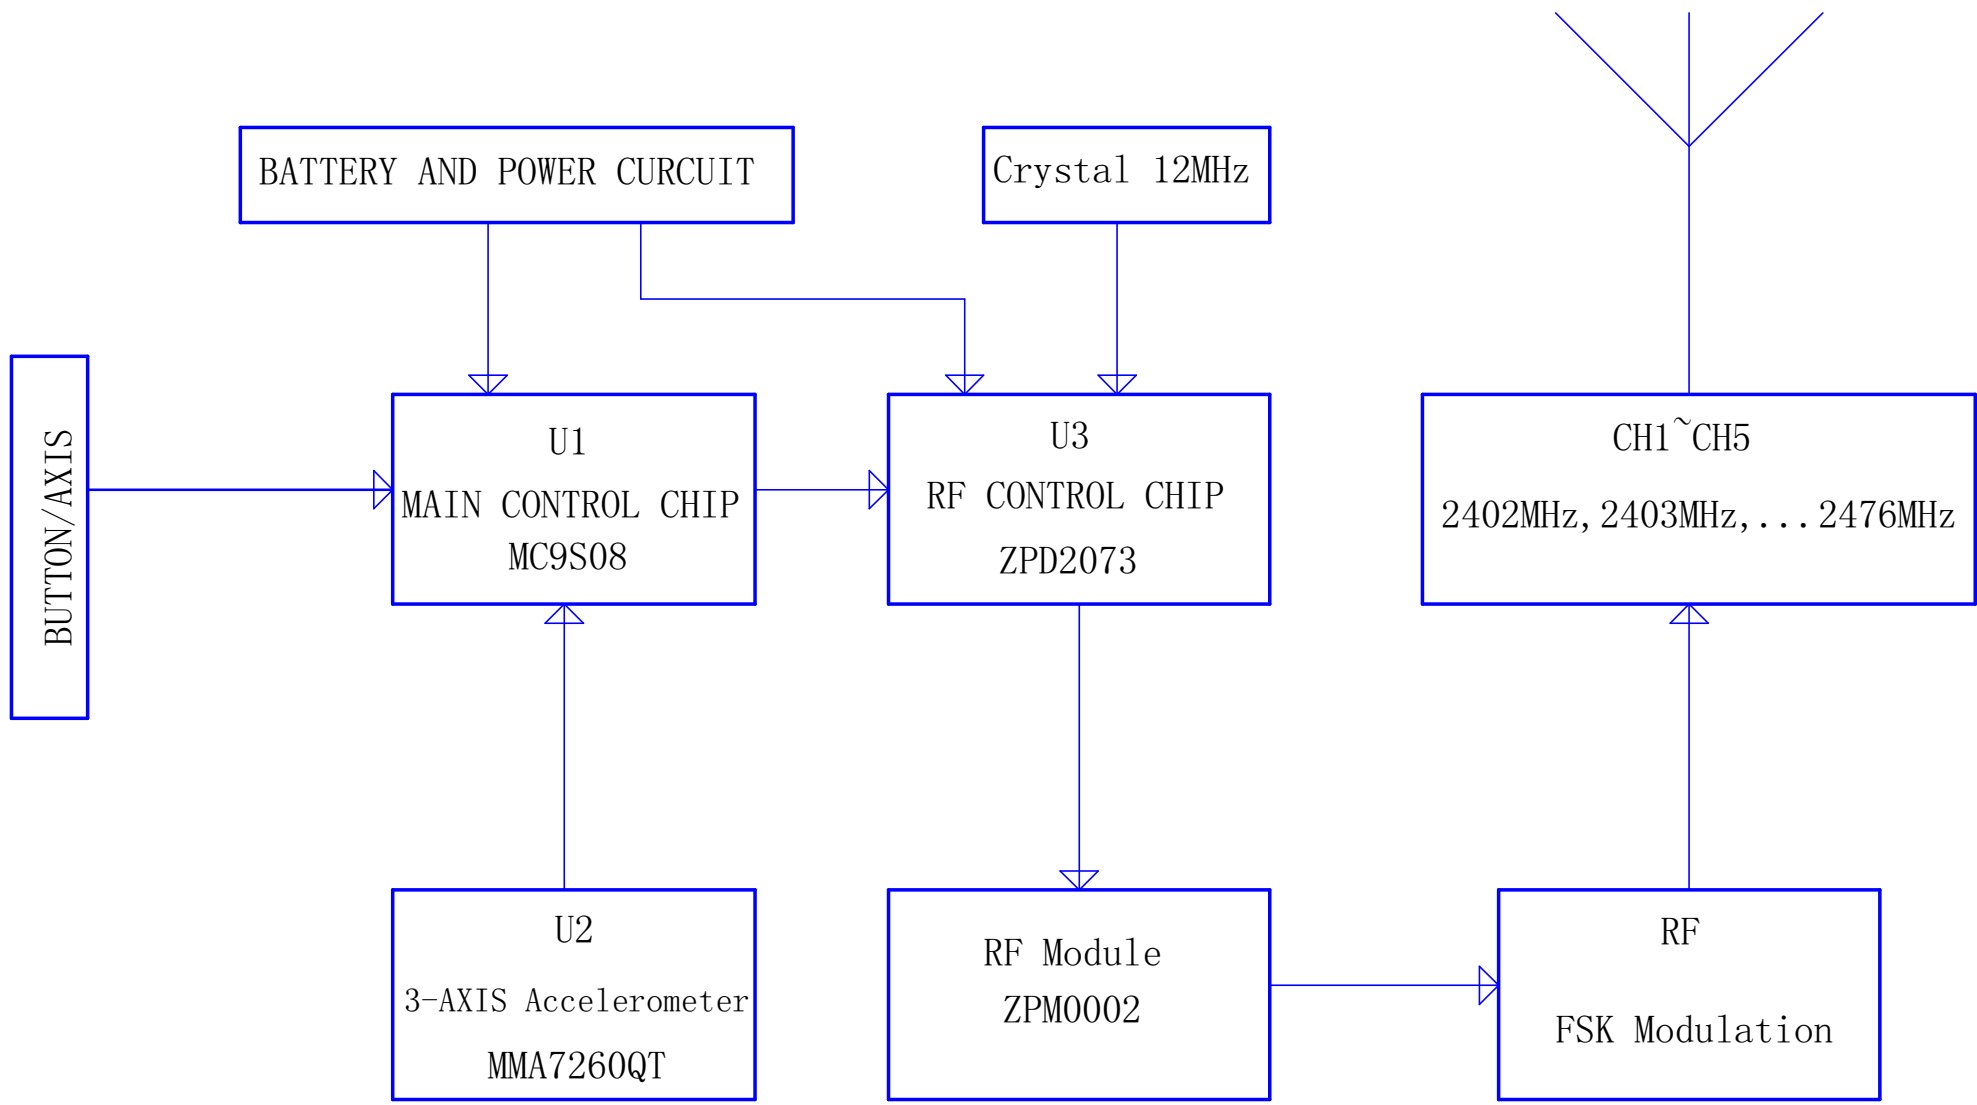 BATTERY AND POWER CURCUIT
Crystal 12MHz
BUTTON/AXIS
U1
MAIN CONTROL CHIP
MC9S08
U3
RF CONTROL CHIP
ZPD2073
CH1~CH5
2402MHz,2403MHz,...2476MHz
U2
3-AXIS Accelerometer
MMA7260QT
RF Module
ZPM0002
RF
FSK Modulation